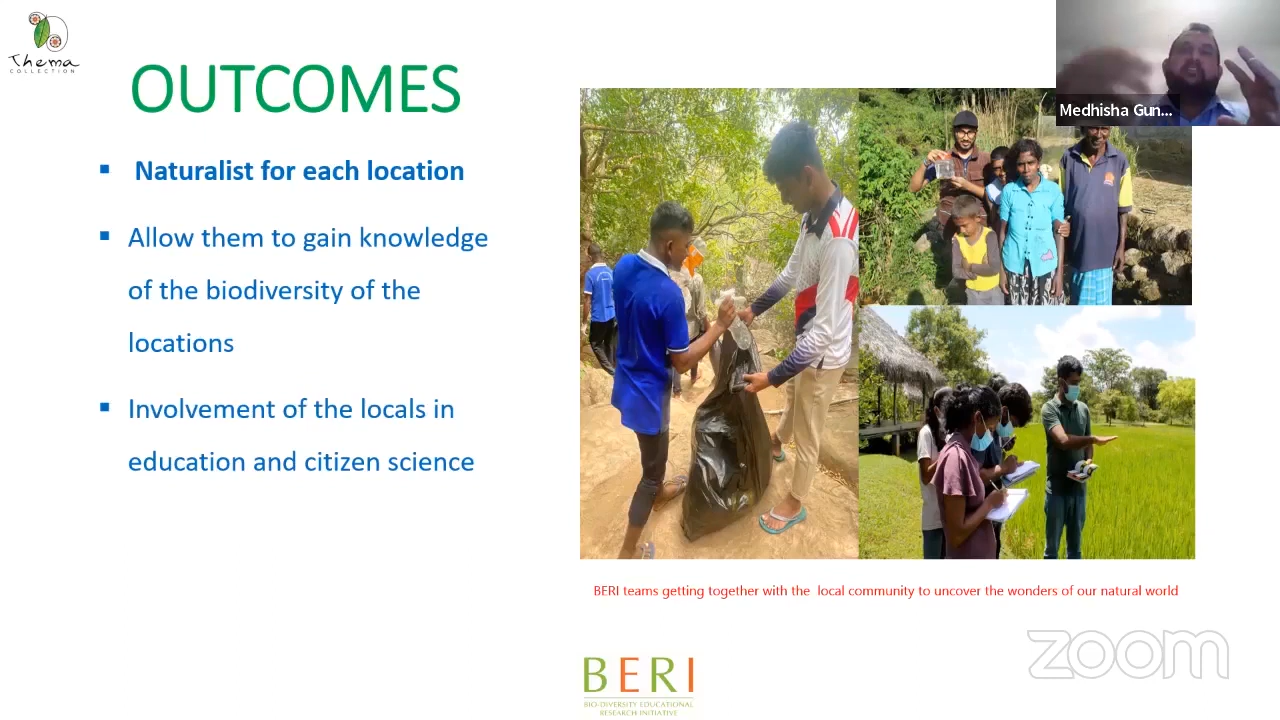 Thema
COLLECTION
OUTCOMES
Naturalist for each location
Allow them to gain knowledge
of the biodiversity of the
locations
Involvement of the locals in
education and citizen science
Medhisha Gun...
BERI teams getting together with the local community to uncover the wonders of our natural world
zoom
BERI
BIO-DIVERSITY EDUCATIONAL
RESEARCH INITIATIVE